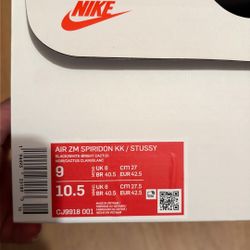 NIKE
AIR ZM SPIRIDON KK / STUSSY
BLACK/WHITE-BRIGHT CACTUS
9
UK 8
CM 27
BR 40.5
EUR 42.5
10.5
UK 8
CM 27.5
BR 40.5
EUR 42.5
CJ9918 001